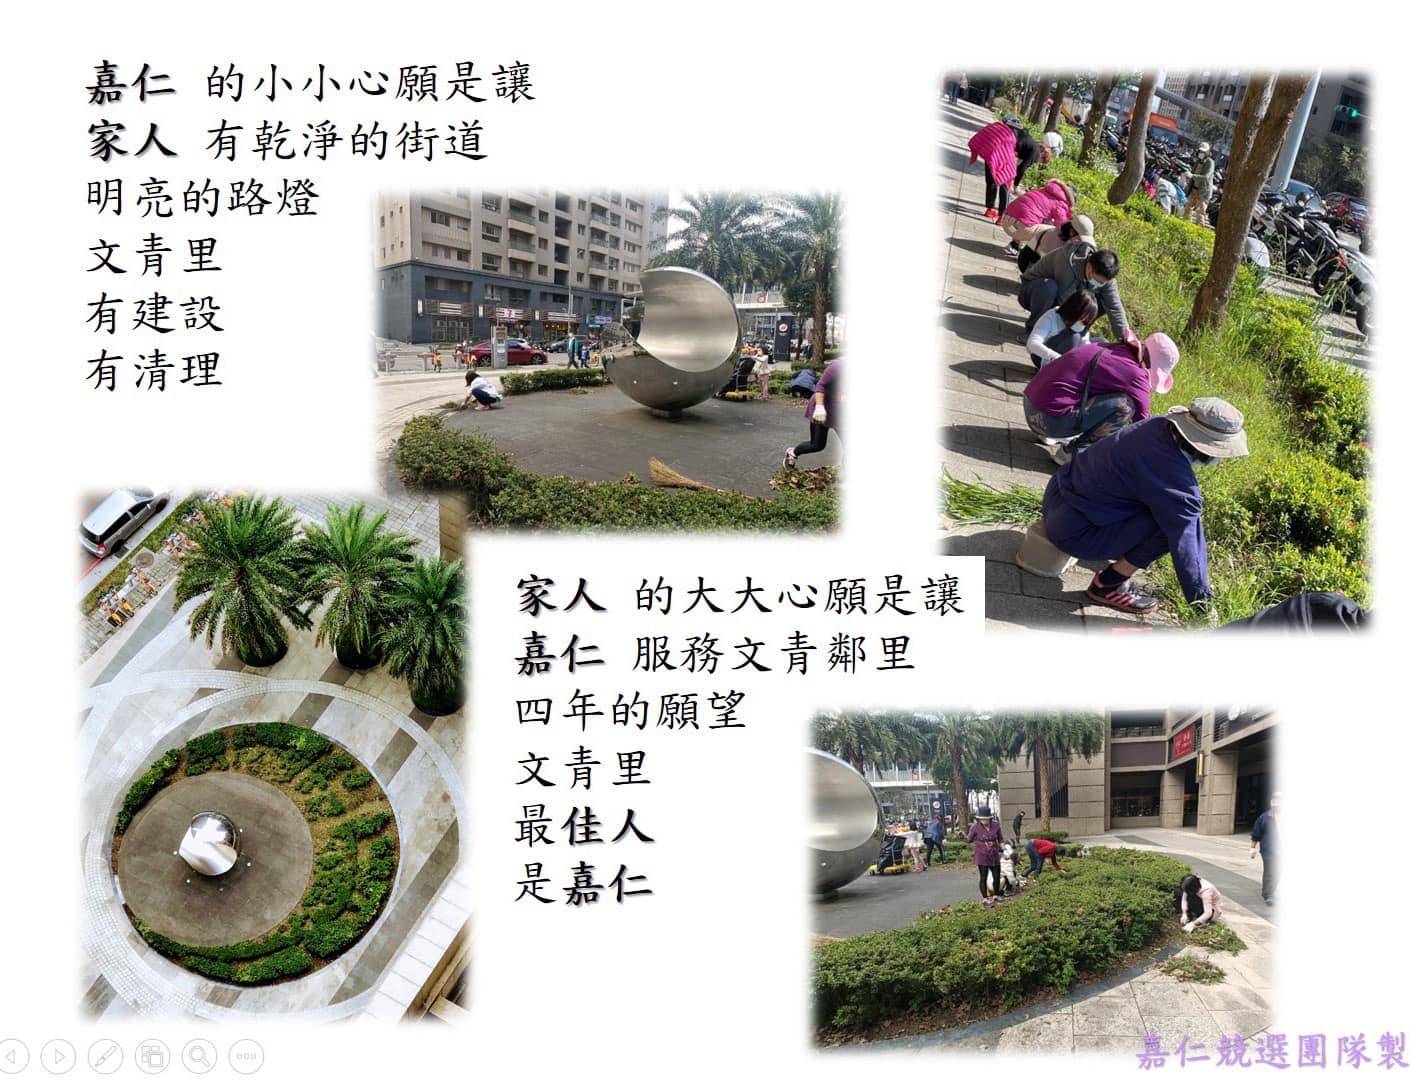 嘉仁 的小小心願是讓
家人 有乾淨的街道
明亮的路燈
文青里
有建設
有清理
家人 的大大心願是讓
嘉仁 服務文青鄰里
四年的願望
文青里
最佳人
是嘉仁
嘉仁競選團隊製